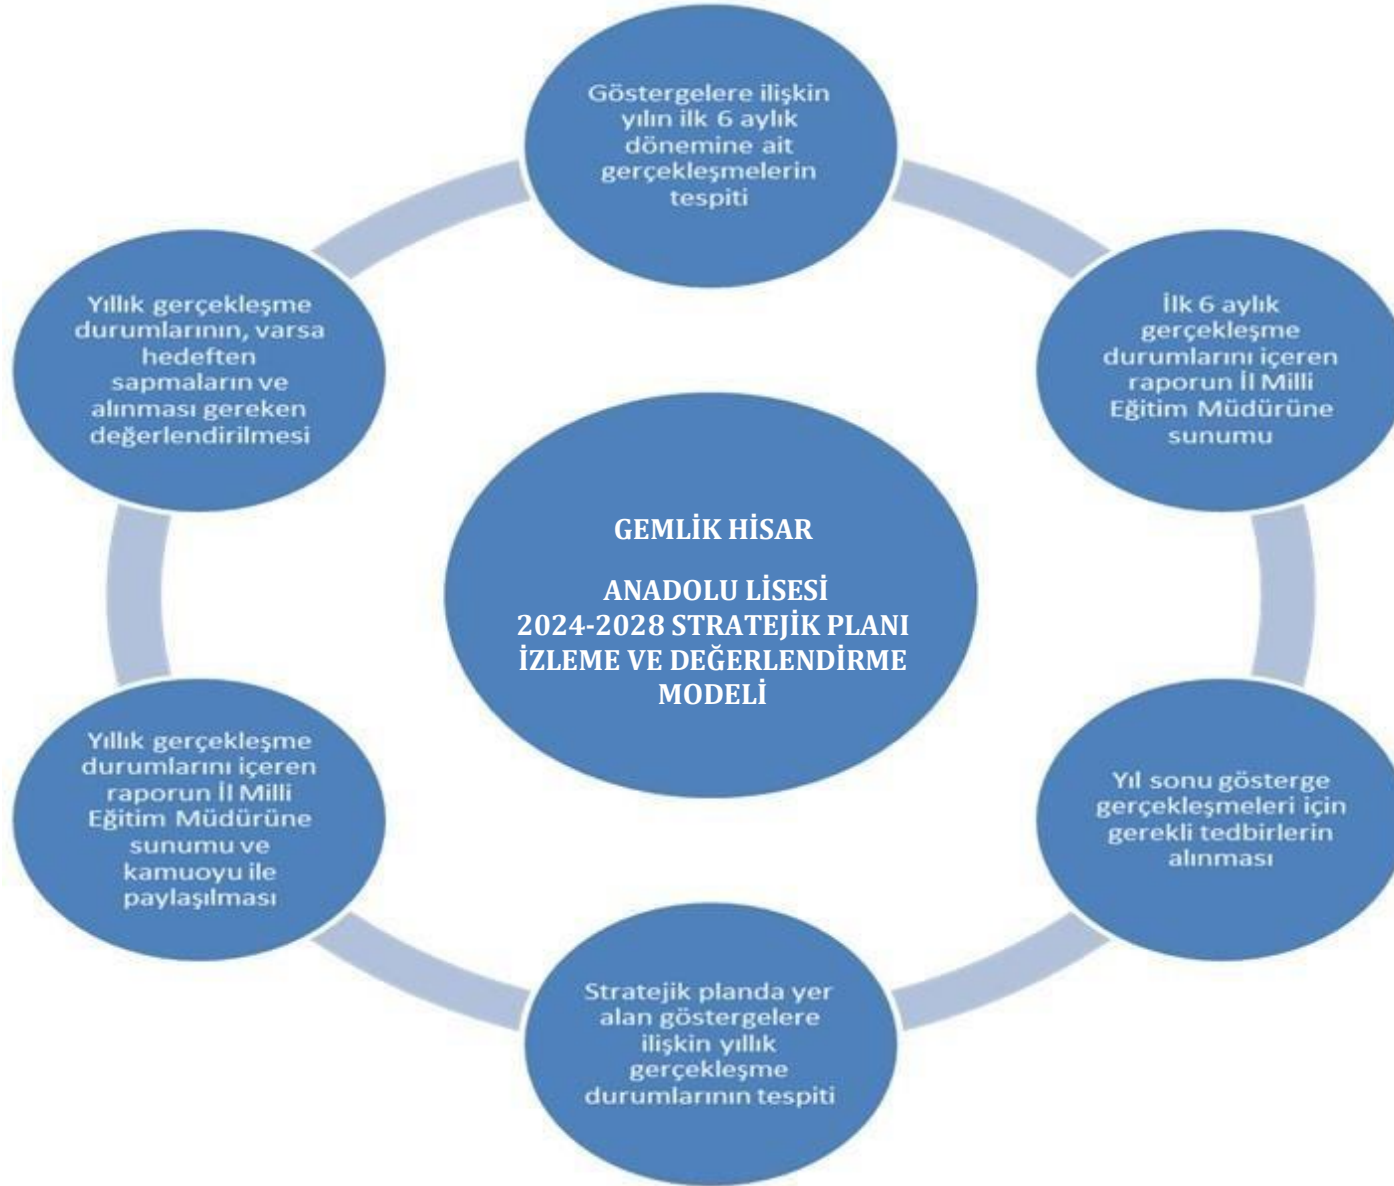 Göstergelere ilişkin
yılın ilk 6 aylık
dönemine ait
gerçekleşmelerin
tespiti
İlk 6 aylık
gerçekleşme
durumlarını içeren
raporun İl Milli
Eğitim Müdürüne
sunumu
Yıl sonu gösterge
gerçekleşmeleri için
gerekli tedbirlerin
alınması
Stratejik planda yer
alan göstergelere
ilişkin yıllık
gerçekleşme
durumlarının tespiti
Yıllık gerçekleşme
durumlarını içeren
raporun İl Milli
Eğitim Müdürüne
sunumu ve
kamuoyu ile
paylaşılması
Yıllık gerçekleşme
durumlarının, varsa
hedeften
sapmaların ve
alınması gereken
değerlendirilmesi
GEMLİK HİSAR
ANADOLU LİSESİ
2024-2028 STRATEJİK PLANI
İZLEME VE DEĞERLENDİRME
MODELİ